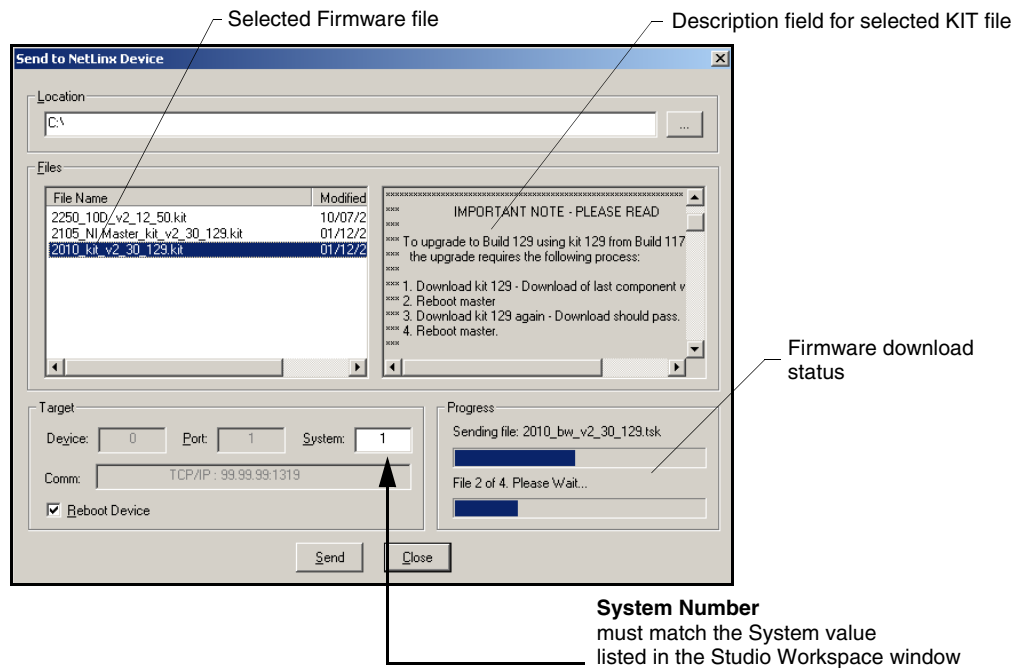 Selected Firmware file
Description field for selected KIT file
Send to NetLinx Device
Location
C:\
...
Files
File Name Modified
2250_10D_v2_12_50.kit 10/07/2
2105_NI Master_kit_v2_30_129.kit 01/12/2
2010_kit_v2_30_129.kit 01/12/2
***
*** IMPORTANT NOTE - PLEASE READ
***
*** To upgrade to Build 129 using kit 129 from Build 117
*** the upgrade requires the following process:
***
*** 1. Download kit 129 - Download of last component w
*** 2. Reboot master
*** 3. Download kit 129 again - Download should pass.
*** 4. Reboot master.
***
Firmware download
status
Target
Device: 0 Port: 1 System: 1
Comm: TCP/IP : 99.99.99:1319
Reboot Device
Progress
Sending file: 2010_bw_v2_30_129.tsk
File 2 of 4. Please Wait...
Send Close
System Number
must match the System value
listed in the Studio Workspace window